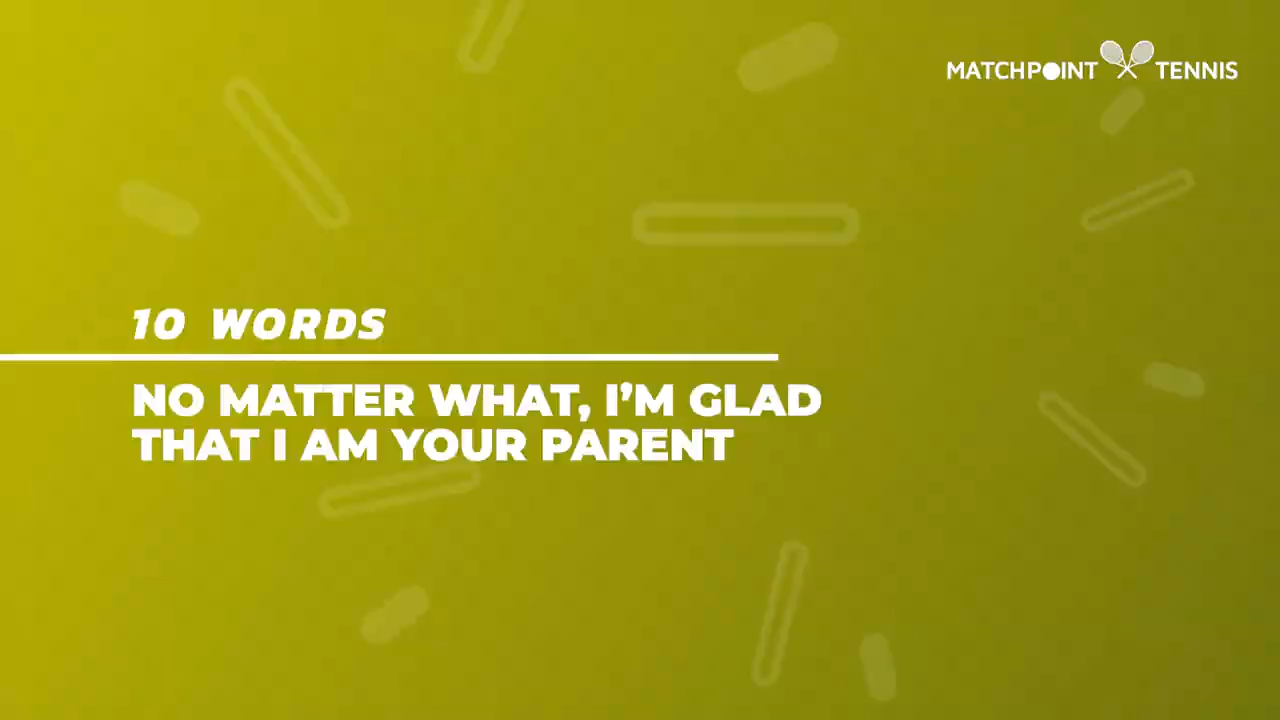 MATCHPOINT TENNIS
10 WORDS
NO MATTER WHAT, I'M GLAD
THAT I AM YOUR PARENT